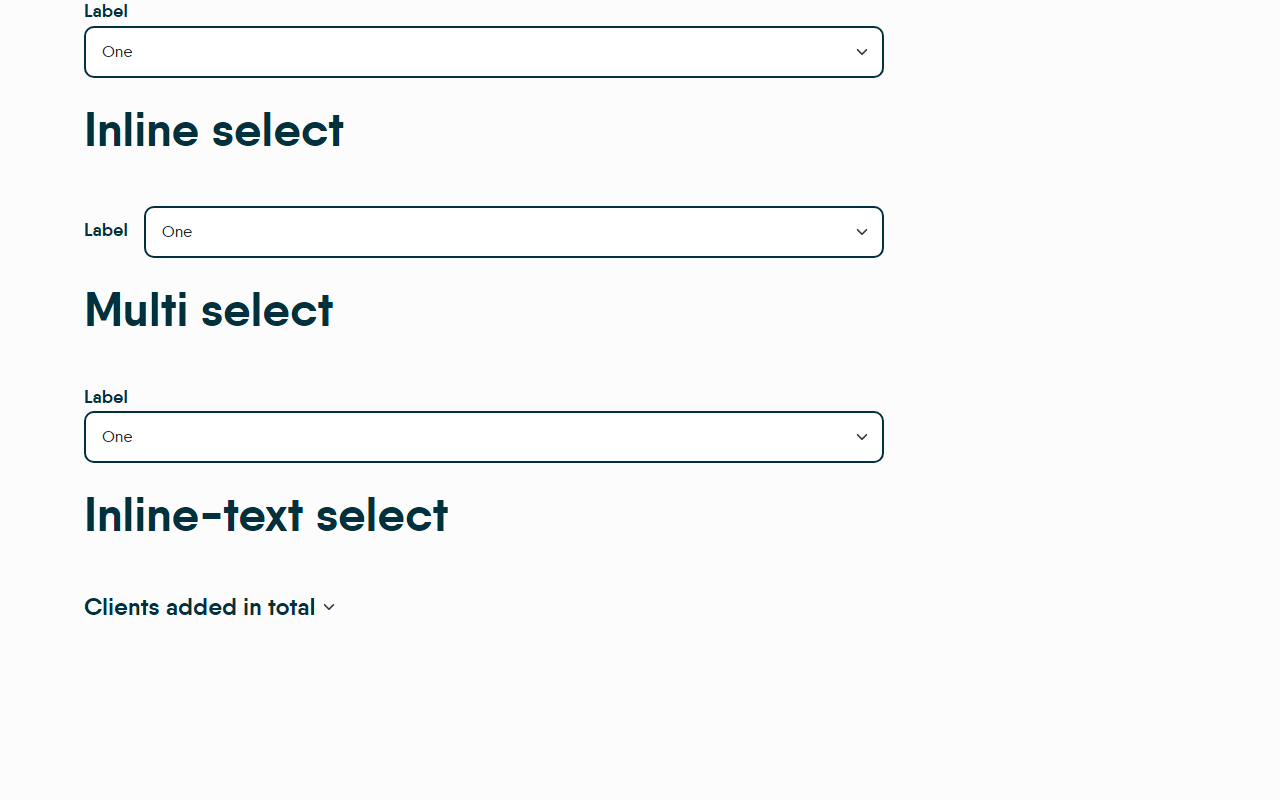 Label
One
Inline select
Label One
Multi select
Label
One
Inline-text select
Clients added in total